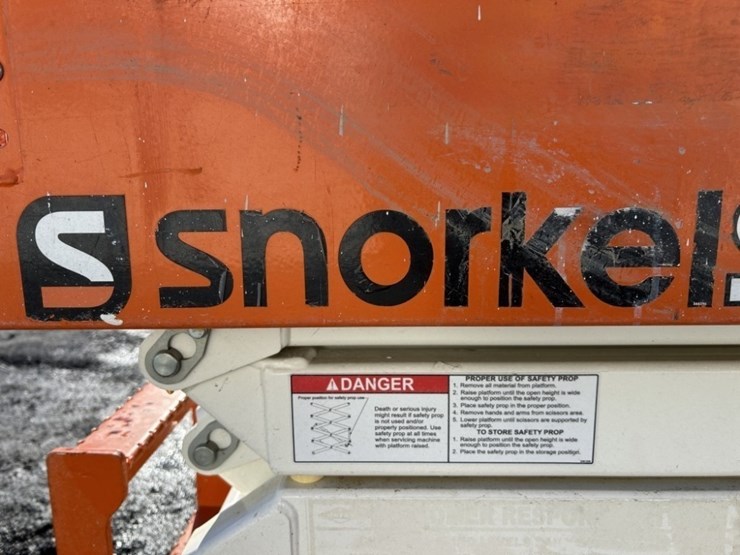 S snorkel
DANGER
Proper position for safety prop use
Death or serious injury
might result if safety prop
is not used and/or
properly positioned. Use
safety prop at all times
when servicing machine
with platform raised.
PROPER USE OF SAFETY PROP
1. Remove all material from platform.
2. Raise platform until the open height is wide
enough to position the safety prop.
3. Place safety prop in the proper position.
4. Remove hands and arms from scissors area.
5. Lower platform until scissors are supported by
safety prop.
TO STORE SAFETY PROP
1. Raise platform until the open height is wide
enough to position the safety prop.
2. Place the safety prop in the storage position.